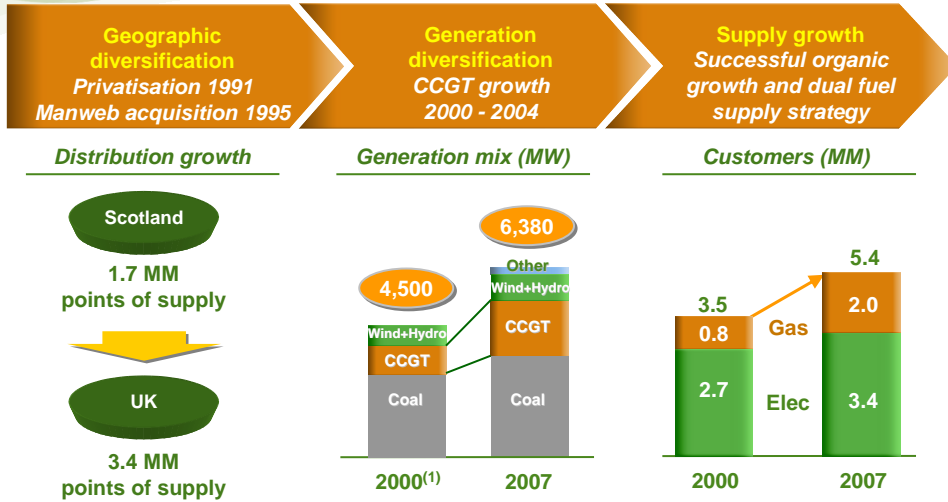 Geographic
diversification
Privatisation 1991
Manweb acquisition 1995
Generation
diversification
CCGT growth
2000 - 2004
Supply growth
Successful organic
growth and dual fuel
supply strategy
Distribution growth
Scotland
1.7 MM
points of supply
UK
3.4 MM
points of supply
Generation mix (MW)
4,500
Wind+Hydro
CCGT
Coal
2000(1)
6,380
Other
Wind+Hydro
CCGT
Coal
2007
Customers (MM)
3.5
0.8
2.7
2000
Gas
Elec
5.4
2.0
3.4
2007